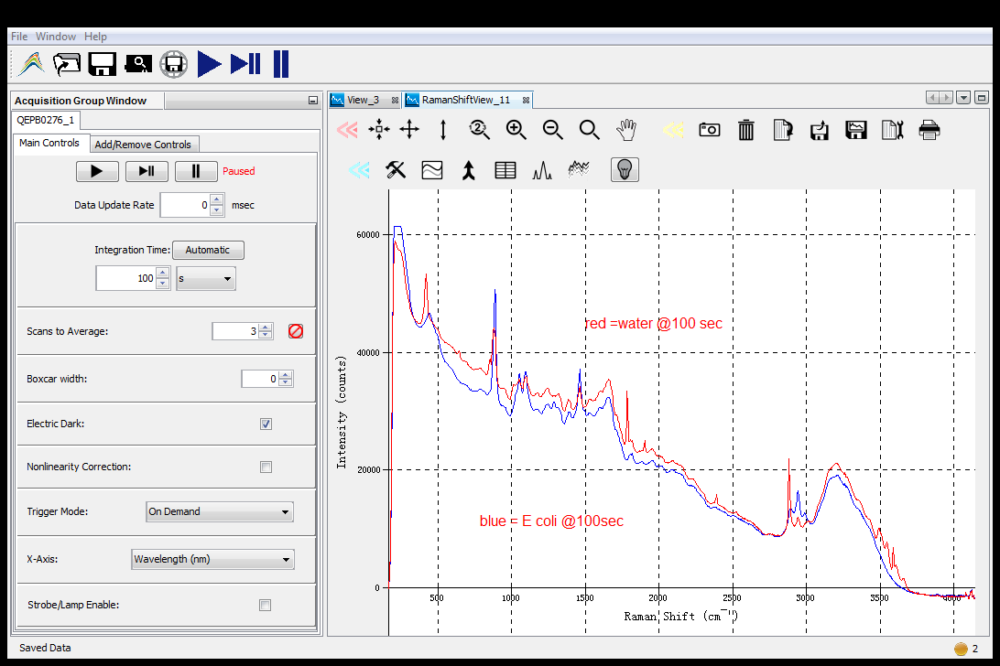 File Window Help
Acquisition Group Window
QEPB0276_1
Main Controls Add/Remove Controls
Paused
Data Update Rate 0 msec
Integration Time: Automatic
100 s
Scans to Average: 3
Boxcar width: 0
Electric Dark:
Nonlinearity Correction:
Trigger Mode: On Demand
X-Axis: Wavelength (nm)
Strobe/Lamp Enable:
View_3 RamanShiftView_11
2
60000
40000
20000
0
Intensity (counts)
red =water @100 sec
blue = E coli @100sec
500 1000 1500 2000 2500 3000 3500 4000
Raman Shift (cm⁻¹)
Saved Data
2